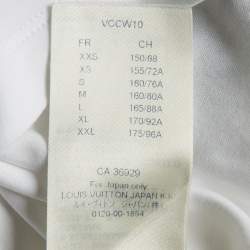 VCCW10
FR CH
XXS 150/68
XS 155/72A
S 160/76A
M 160/80A
L 165/88A
XL 170/92A
XXL 175/96A
CA 36929
For Japan only
LOUIS VUITTON JAPAN K.K.
ルイ・ヴィトン ジャパン(株)
0120-00-1854